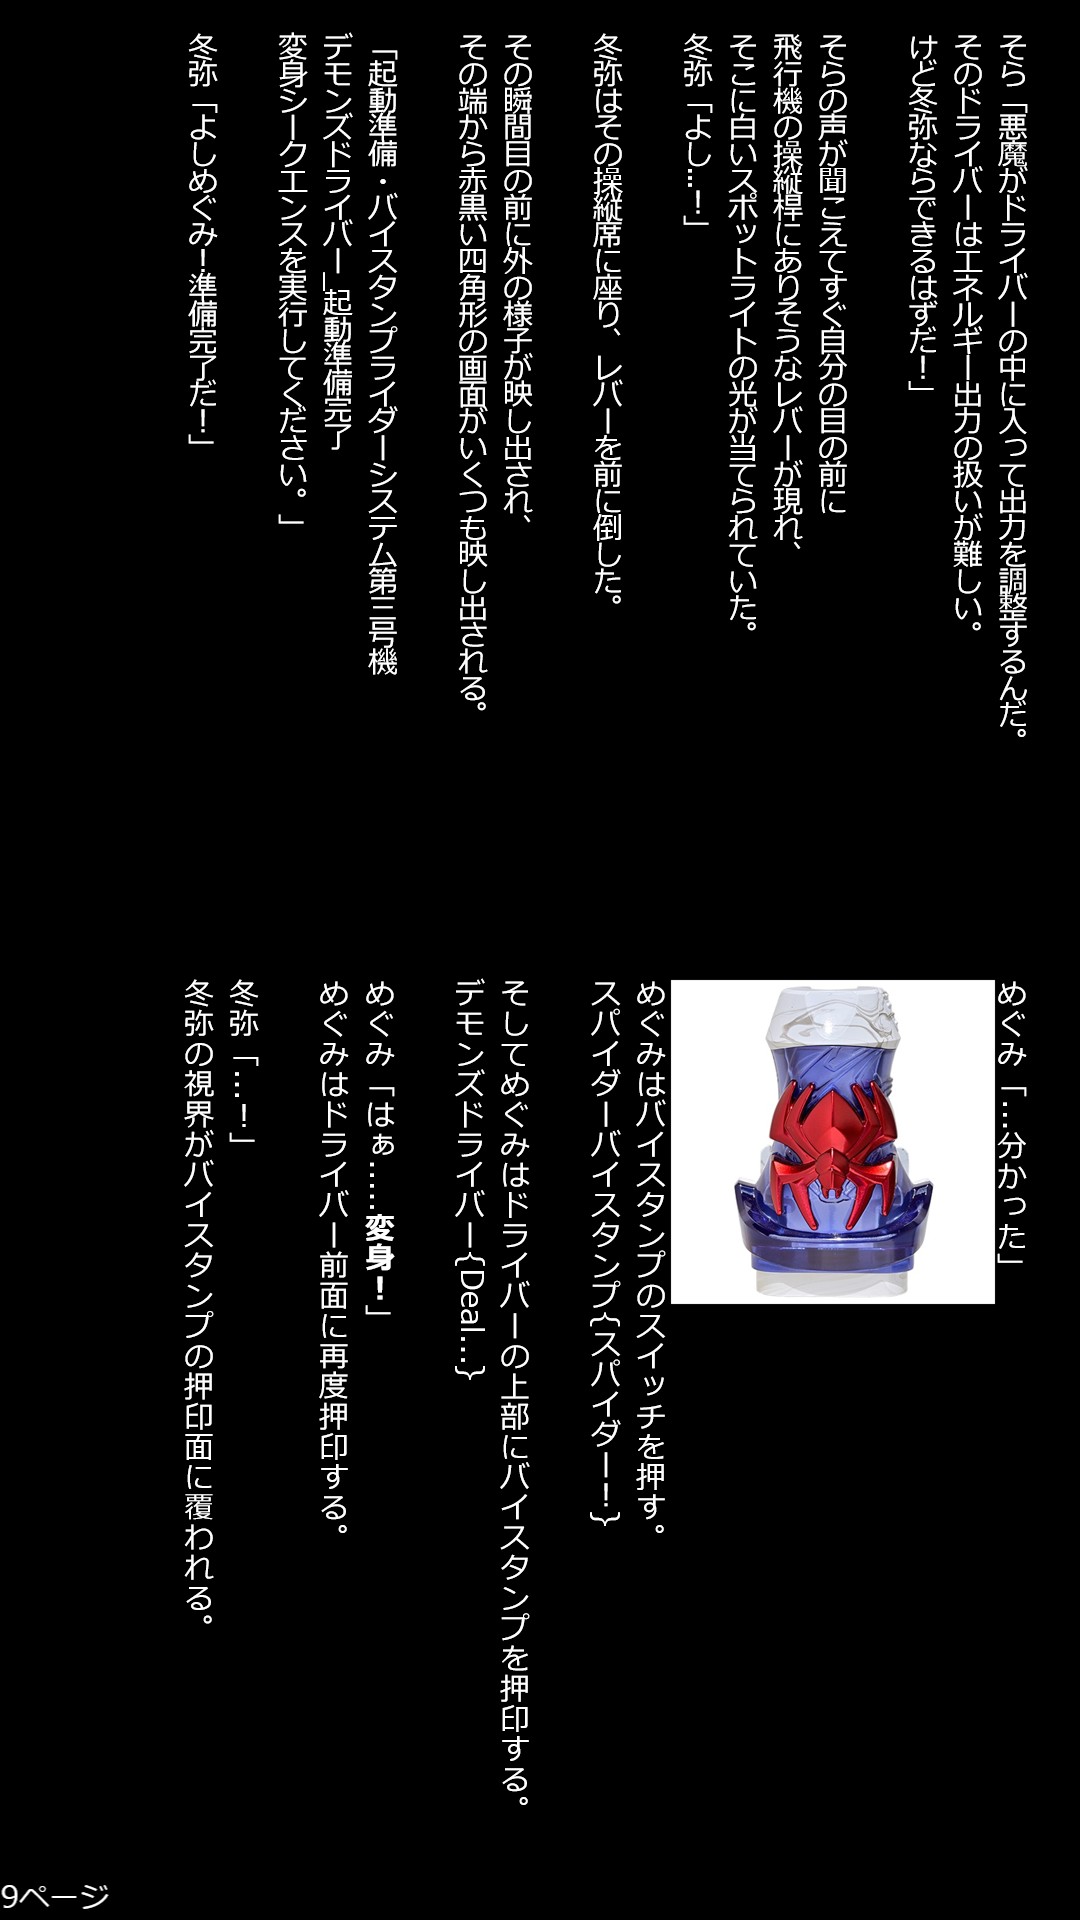 そら「悪魔がドライバーの中に入って出力を調整するんだ。
そのドライバーはエネルギー出力の扱いが難しい。
けど冬弥ならできるはずだ！」
そらの声が聞こえてすぐ自分の目の前に
飛行機の操縦桿にありそうなレバーが現れ、
そこに白いスポットライトの光が当てられていた。
冬弥「よし…！」
冬弥はその操縦席に座り、レバーを前に倒した。
その瞬間目の前に外の様子が映し出され、
その端から赤黒い四角形の画面がいくつも映し出される。
「起動準備・バイスタンプライダーシステム第三号機
デモンズドライバー_起動準備完了
変身シークエンスを実行してください。」
冬弥「よしめぐみ！準備完了だ！」
めぐみ「…分かった」
めぐみはバイスタンプのスイッチを押す。
スパイダーバイスタンプ{スパイダー！}
そしてめぐみはドライバーの上部にバイスタンプを押印する。
デモンズドライバー{Deal…}
めぐみ「はぁ……変身！」
めぐみはドライバー前面に再度押印する。
冬弥「…！」
冬弥の視界がバイスタンプの押印面に覆われる。
9ページ